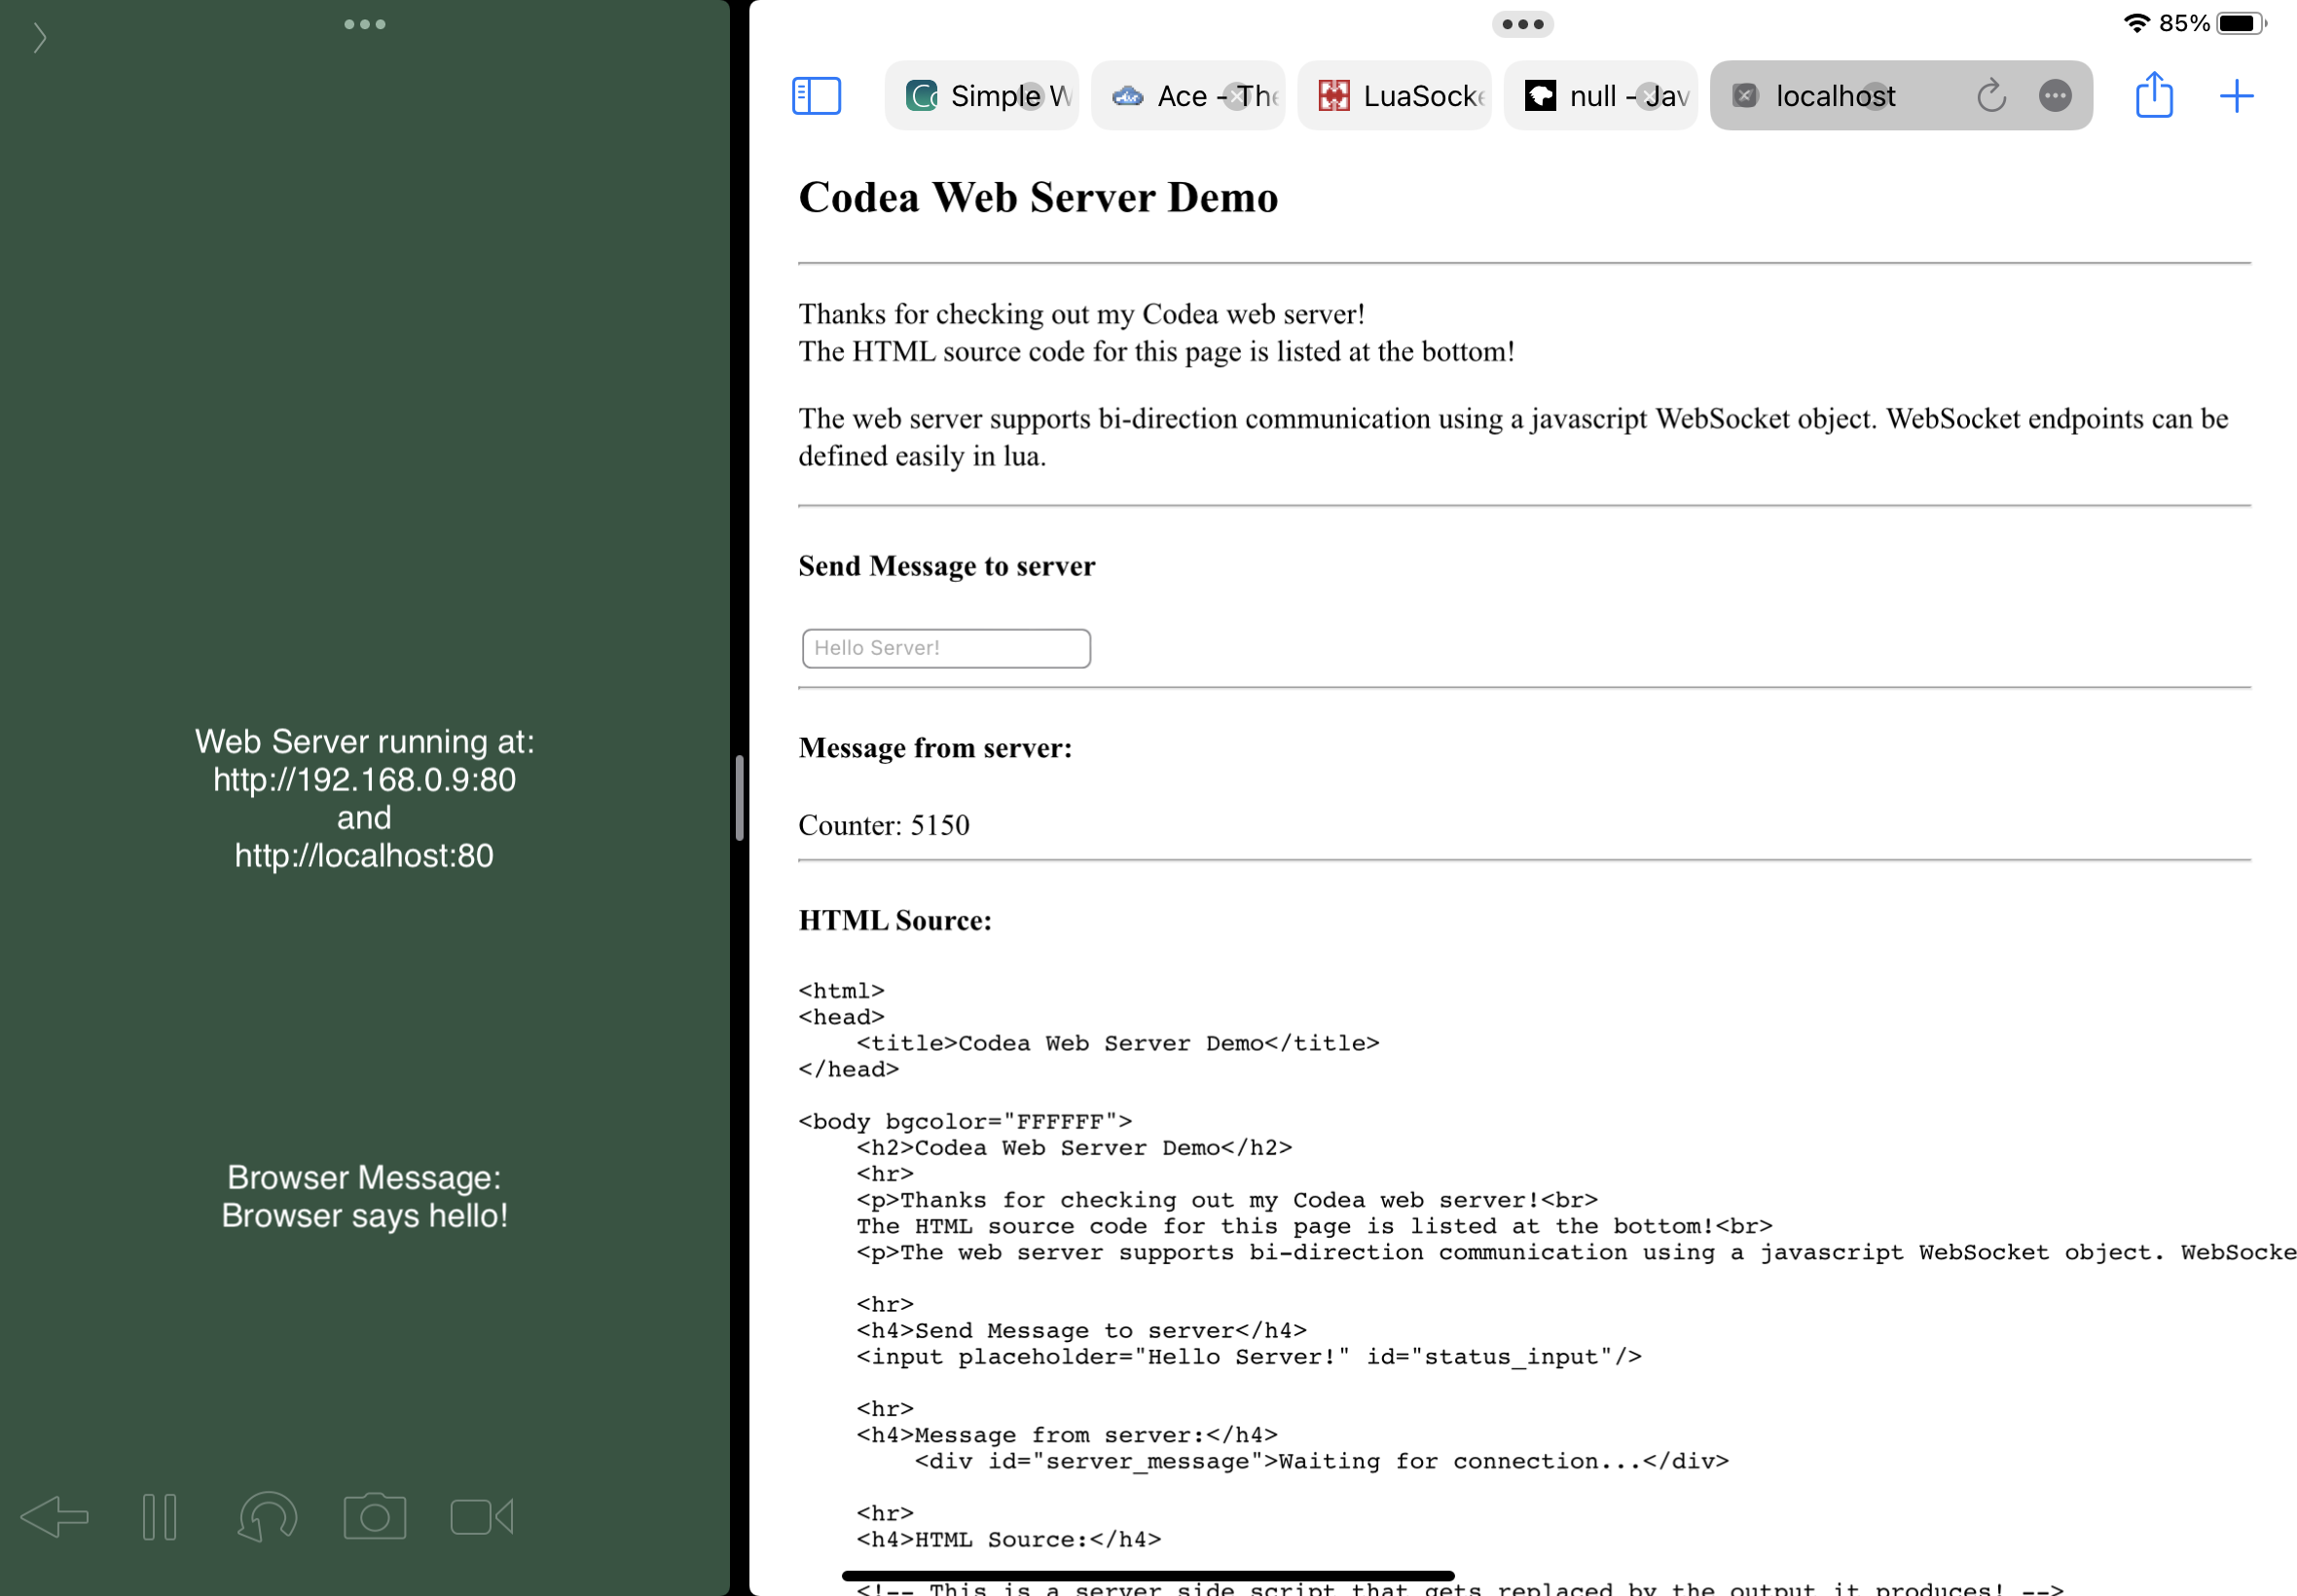 Web Server running at:
http://192.168.0.9:80
and
http://localhost:80
Browser Message:
Browser says hello!
85%
Simple W
Ace - The
LuaSocke
null - Jav
localhost
Codea Web Server Demo
Thanks for checking out my Codea web server!
The HTML source code for this page is listed at the bottom!
The web server supports bi-direction communication using a javascript WebSocket object. WebSocket endpoints can be
defined easily in lua.
Send Message to server
Hello Server!
Message from server:
Counter: 5150
HTML Source:
<html>
<head>
    <title>Codea Web Server Demo</title>
</head>
<body bgcolor="FFFFFF">
    <h2>Codea Web Server Demo</h2>
    <hr>
    <p>Thanks for checking out my Codea web server!<br>
    The HTML source code for this page is listed at the bottom!<br>
    <p>The web server supports bi-direction communication using a javascript WebSocket object. WebSocke
    <hr>
    <h4>Send Message to server</h4>
    <input placeholder="Hello Server!" id="status_input"/>
    <hr>
    <h4>Message from server:</h4>
        <div id="server_message">Waiting for connection...</div>
    <hr>
    <h4>HTML Source:</h4>
    <!-- This is a server side script that gets replaced by the output it produces! -->